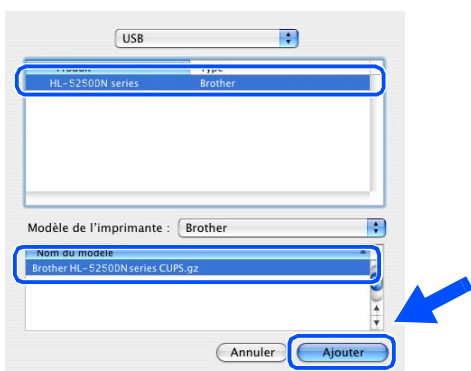 USB
Produit Type
HL-5250DN series Brother
Modèle de l'imprimante : Brother
Nom du modèle
Brother HL-5250DN series CUPS.gz
Annuler Ajouter